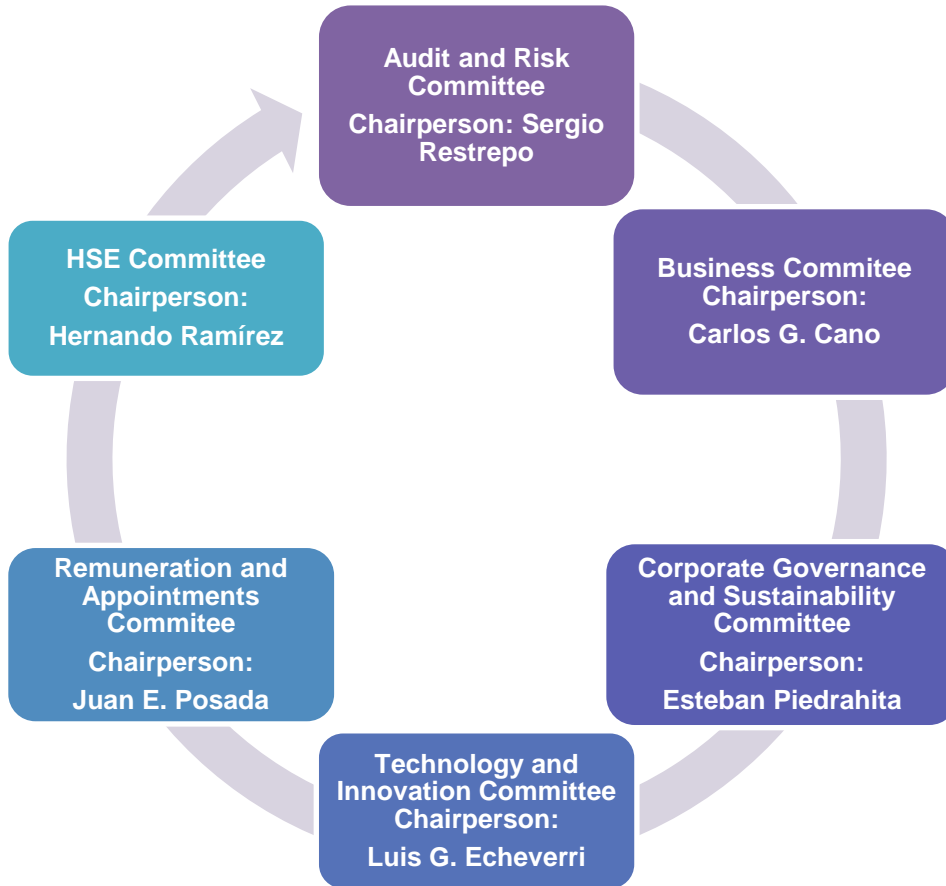 Audit and Risk
Committee
Chairperson: Sergio
Restrepo
Business Commitee
Chairperson:
Carlos G. Cano
Corporate Governance
and Sustainability
Committee
Chairperson:
Esteban Piedrahita
Technology and
Innovation Committee
Chairperson:
Luis G. Echeverri
Remuneration and
Appointments
Commitee
Chairperson:
Juan E. Posada
HSE Committee
Chairperson:
Hernando Ramírez